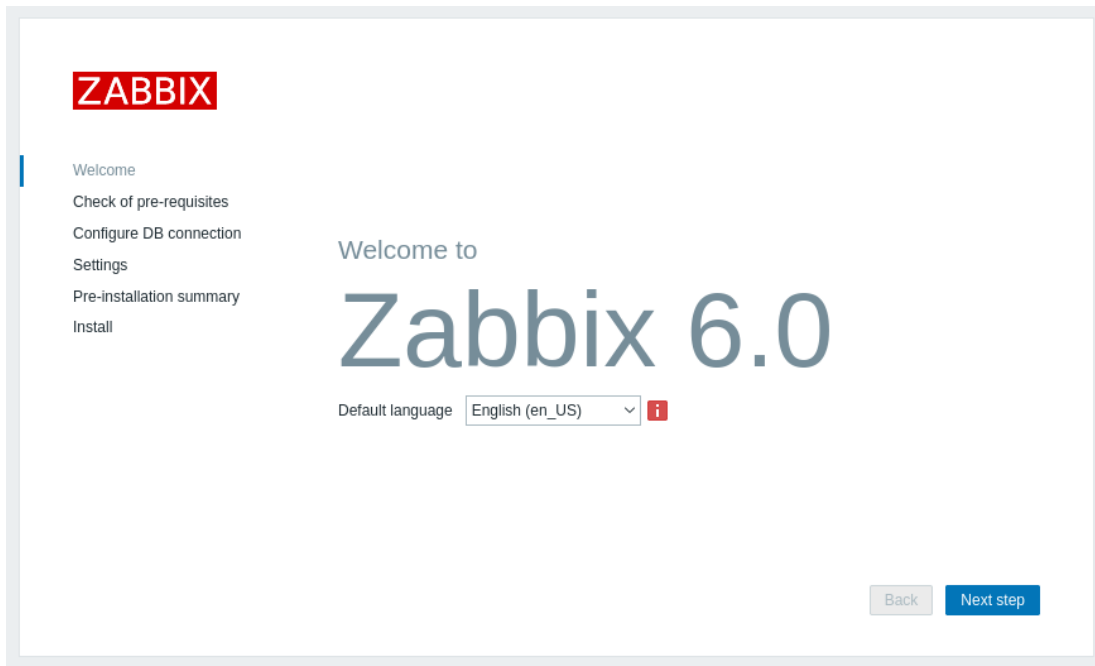 ZABBIX
Welcome
Check of pre-requisites
Configure DB connection
Settings
Pre-installation summary
Install
Welcome to
Zabbix 6.0
Default language English (en_US) i
Back Next step